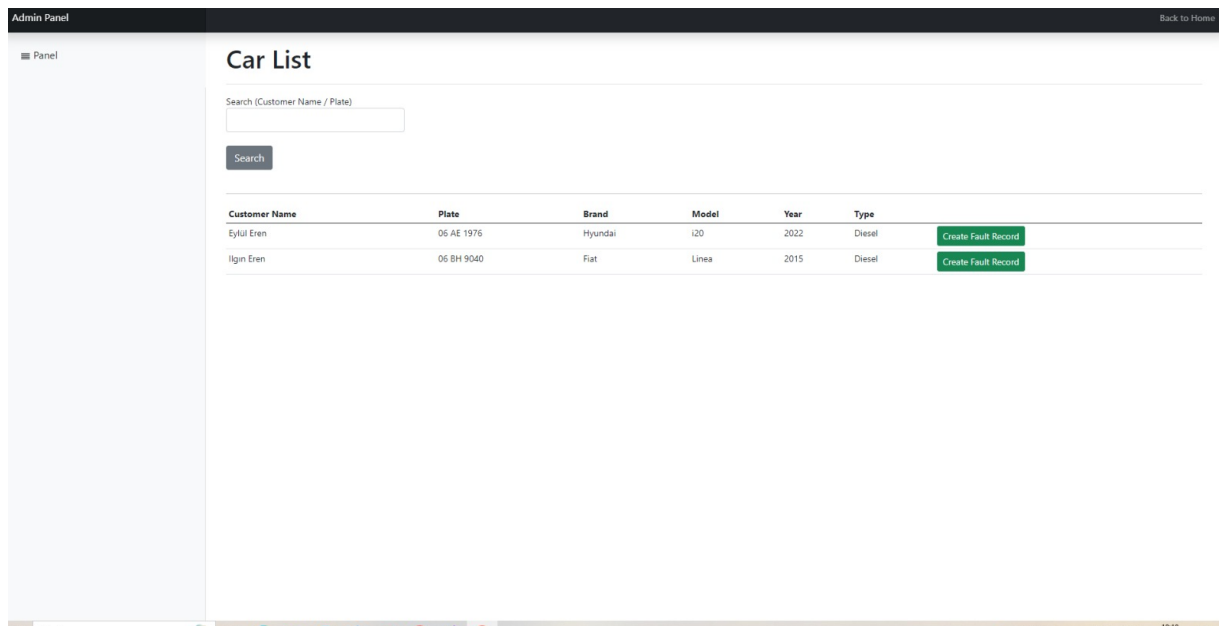 Admin Panel Back to Home
Panel
Car List
Search (Customer Name / Plate)
Search
Customer Name Plate Brand Model Year Type
Eylül Eren 06 AE 1976 Hyundai i20 2022 Diesel Create Fault Record
Ilgın Eren 06 BH 9040 Fiat Linea 2015 Diesel Create Fault Record